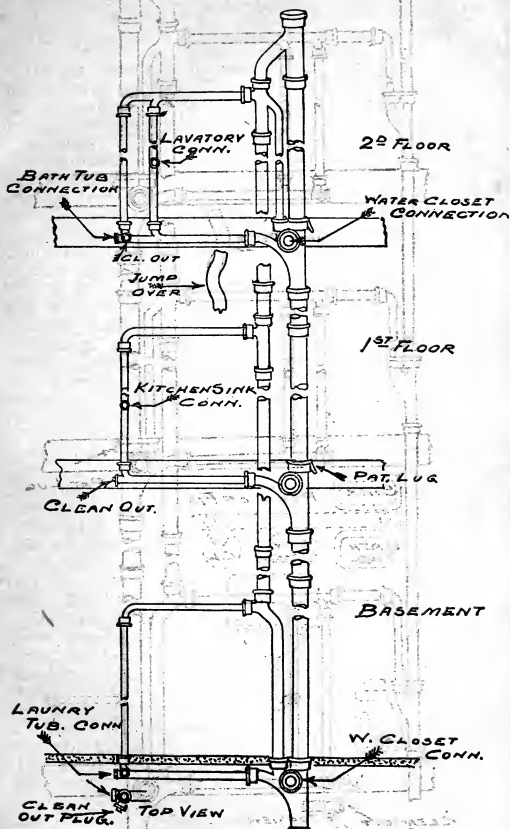 LAVATORY
CONN.
2D FLOOR
BATH TUB
CONNECTION
WATER CLOSET
CONNECTION
CL. OUT
JUMP
OVER
1ST FLOOR
KITCHEN SINK
CONN.
PAT. LUG
CLEAN OUT.
BASEMENT
LAUNRY
TUB. CONN
W. CLOSET
CONN.
CLEAN
OUT PLUG.
TOP VIEW